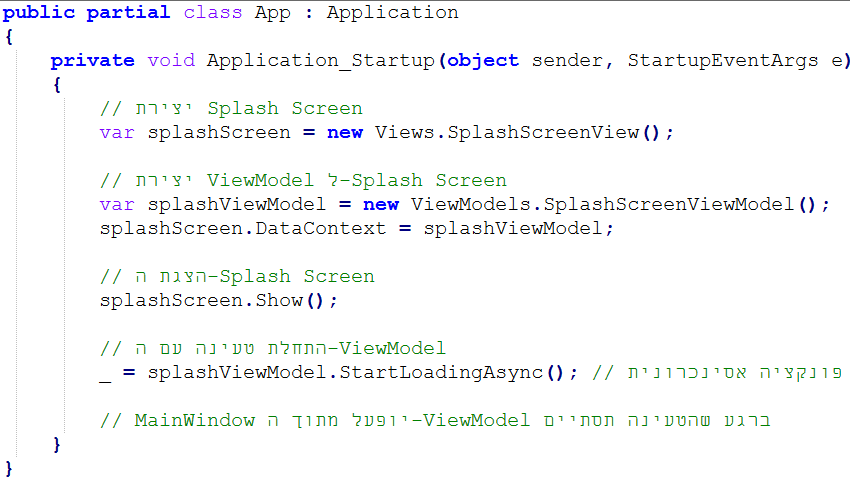 public partial class App : Application
{
    private void Application_Startup(object sender, StartupEventArgs e)
    {
        // יצירת Splash Screen
        var splashScreen = new Views.SplashScreenView();

        // יצירת ViewModel ל-Splash Screen
        var splashViewModel = new ViewModels.SplashScreenViewModel();
        splashScreen.DataContext = splashViewModel;

        // הצגת ה-Splash Screen
        splashScreen.Show();

        // התחלת טעינה עם ה-ViewModel
        _ = splashViewModel.StartLoadingAsync(); // פונקציה אסינכרונית

        // MainWindow יופעל מתוך ה-ViewModel ברגע שהטעינה תסתיים
    }
}